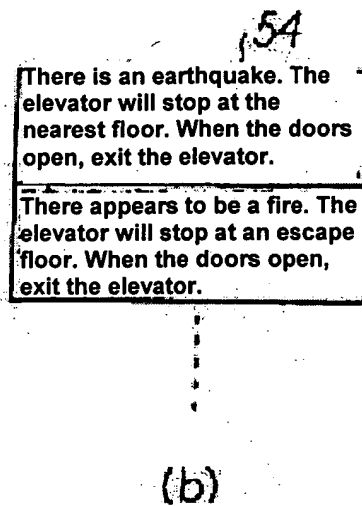 54
There is an earthquake. The
elevator will stop at the
nearest floor. When the doors
open, exit the elevator.
There appears to be a fire. The
elevator will stop at an escape
floor. When the doors open,
exit the elevator.
(b)